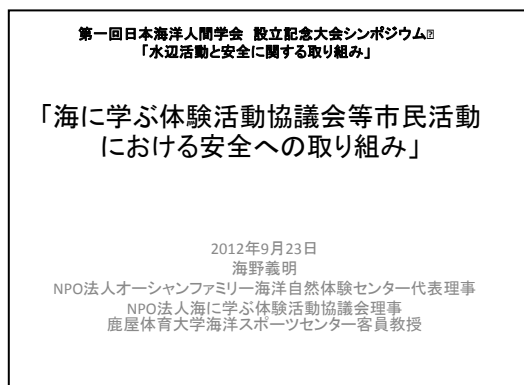 第一回日本海洋人間学会 設立記念大会シンポジウム
「水辺活動と安全に関する取り組み」
「海に学ぶ体験活動協議会等市民活動
における安全への取り組み」
2012年9月23日
海野義明
NPO法人オーシャンファミリー海洋自然体験センター代表理事
NPO法人海に学ぶ体験活動協議会理事
鹿屋体育大学海洋スポーツセンター客員教授